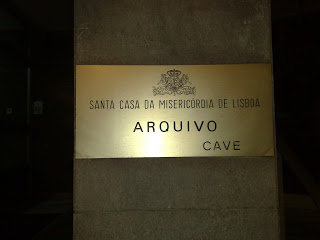 SANTA CASA DA MISERICÓRDIA DE LISBOA
ARQUIVO
CAVE